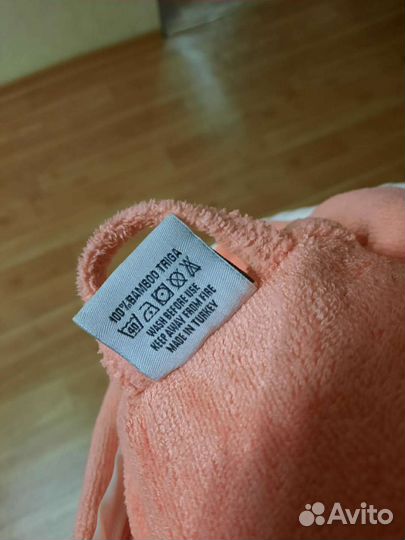 100%BAMBOO TRIGA
40
WASH BEFORE USE
KEEP AWAY FROM FIRE
MADE IN TURKEY
Avito